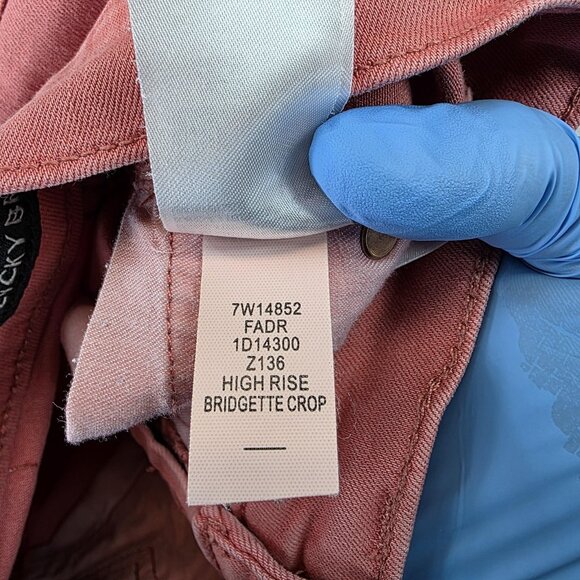 7W14852
FADR
1D14300
Z136
HIGH RISE
BRIDGETTE CROP